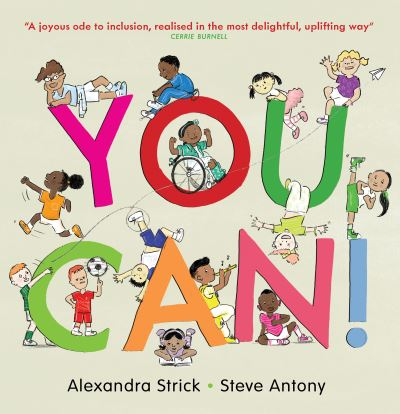 "A joyous ode to inclusion, realised in the most delightful, uplifting way"
CERRIE BURNELL
YOU
CAN!
Alexandra Strick • Steve Antony